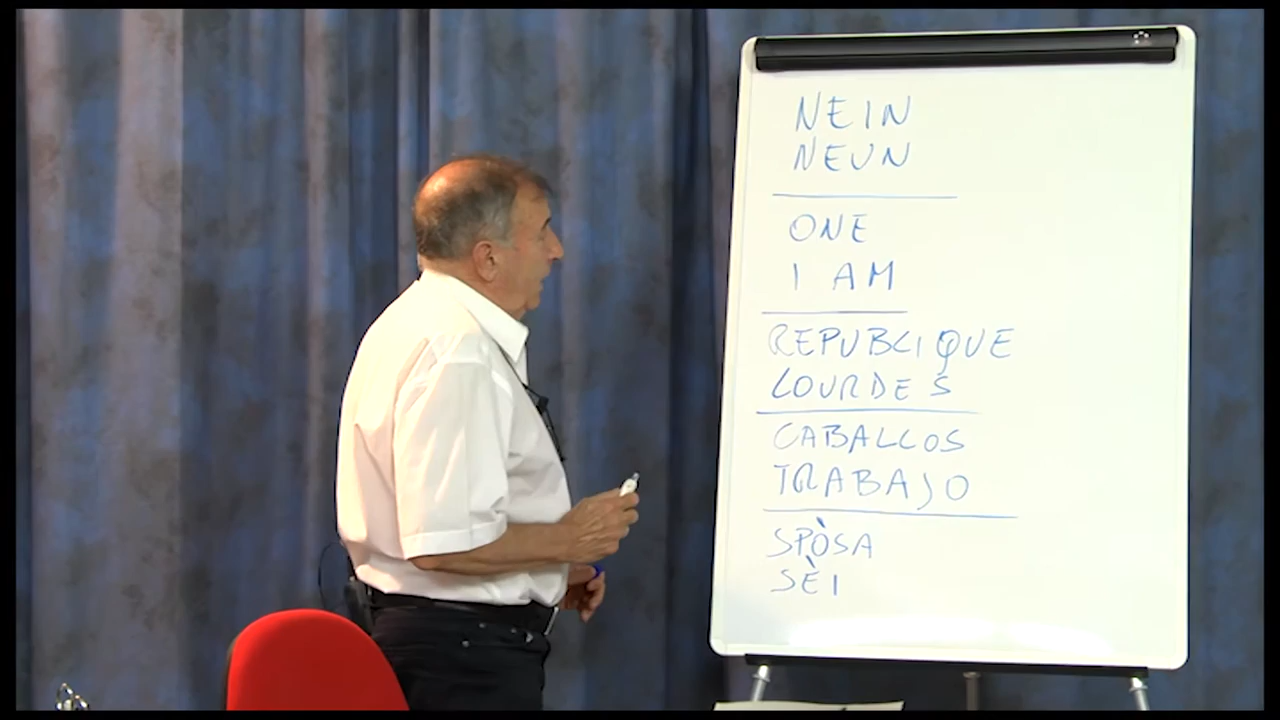 NEIN
NEUN
ONE
I AM
REPUBLIQUE
LOURDES
CABALLOS
TRABAJO
SPÒSA
SÈI